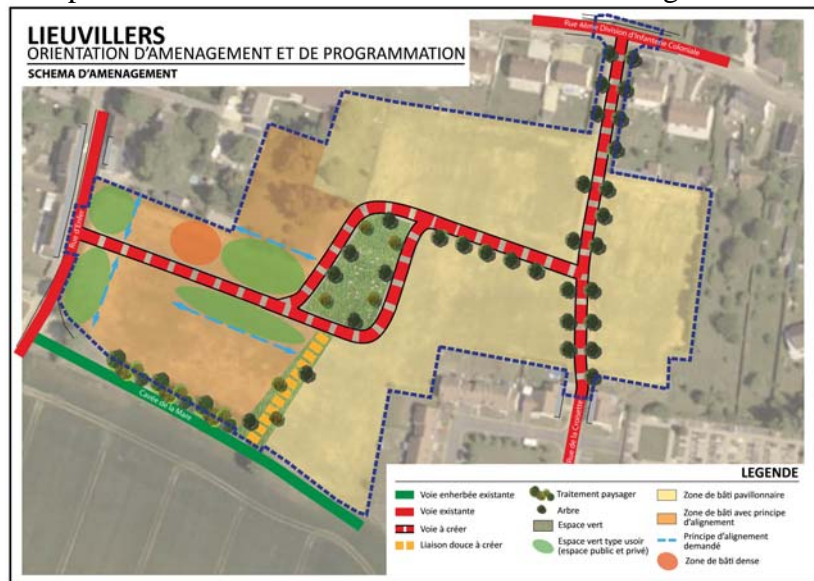 LIEUVILLERS
ORIENTATION D'AMENAGEMENT ET DE PROGRAMMATION
SCHEMA D'AMENAGEMENT
Rue 4ème Division d'Infanterie Coloniale
Rue d'Enfer
Cavée de la Mare
Rue de la Croisette
LEGENDE
Voie enherbée existante
Voie existante
Voie à créer
Liaison douce à créer
Traitement paysager
Arbre
Espace vert
Espace vert type usoir
(espace public et privé)
Zone de bâti pavillonnaire
Zone de bâti avec principe
d'alignement
Principe d'alignement
demandé
Zone de bâti dense